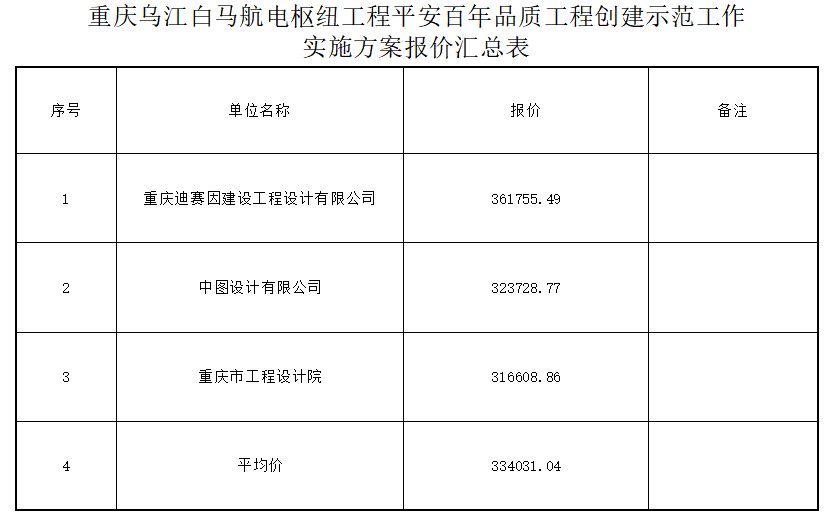 重庆乌江白马航电枢纽工程平安百年品质工程创建示范工作
实施方案报价汇总表
序号 单位名称 报价 备注
1 重庆迪赛因建设工程设计有限公司 361755.49
2 中图设计有限公司 323728.77
3 重庆市工程设计院 316608.86
4 平均价 334031.04